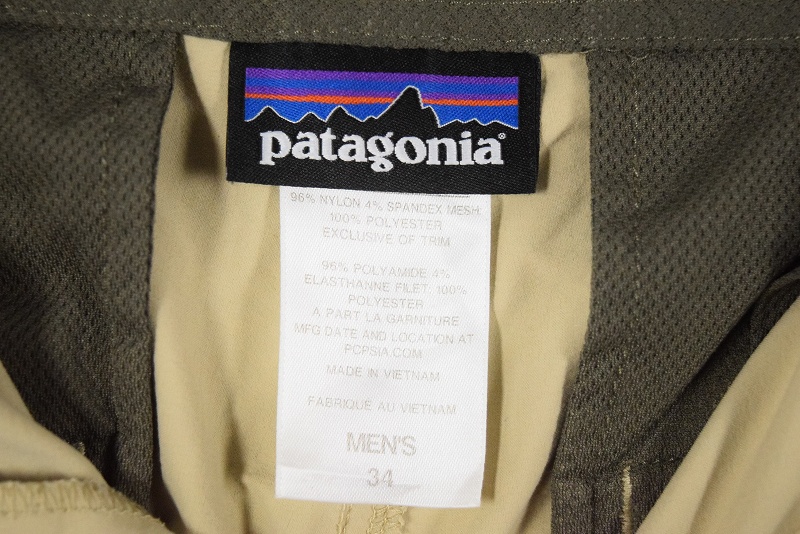 patagonia®
96% NYLON 4% SPANDEX MESH:
100% POLYESTER
EXCLUSIVE OF TRIM
96% POLYAMIDE 4%
ELASTHANNE FILET: 100%
POLYESTER
A PART LA GARNITURE
MFG DATE AND LOCATION AT
PCPSIA.COM
MADE IN VIETNAM
FABRIQUE AU VIETNAM
MEN'S
34